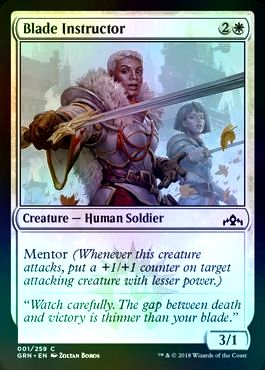 Blade Instructor 2
Creature — Human Soldier
Mentor (Whenever this creature
attacks, put a +1/+1 counter on target
attacking creature with lesser power.)
"Watch carefully. The gap between death
and victory is thinner than your blade."
3/1
001/259 C
GRN • EN Zoltan Boros
™ & © 2018 Wizards of the Coast